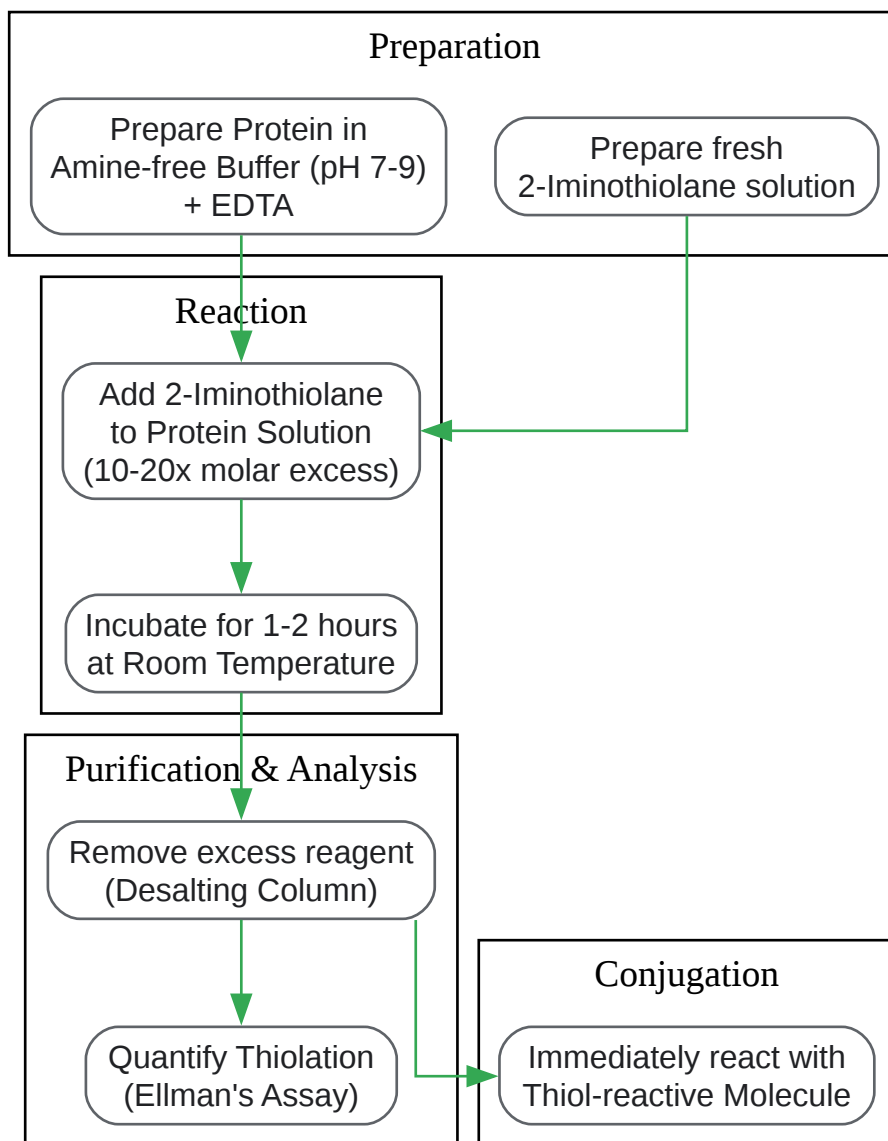 Preparation
Prepare Protein in
Amine-free Buffer (pH 7-9)
+ EDTA
Prepare fresh
2-Iminothiolane solution
Reaction
Add 2-Iminothiolane
to Protein Solution
(10-20x molar excess)
Incubate for 1-2 hours
at Room Temperature
Purification & Analysis
Remove excess reagent
(Desalting Column)
Quantify Thiolation
(Ellman's Assay)
Conjugation
Immediately react with
Thiol-reactive Molecule